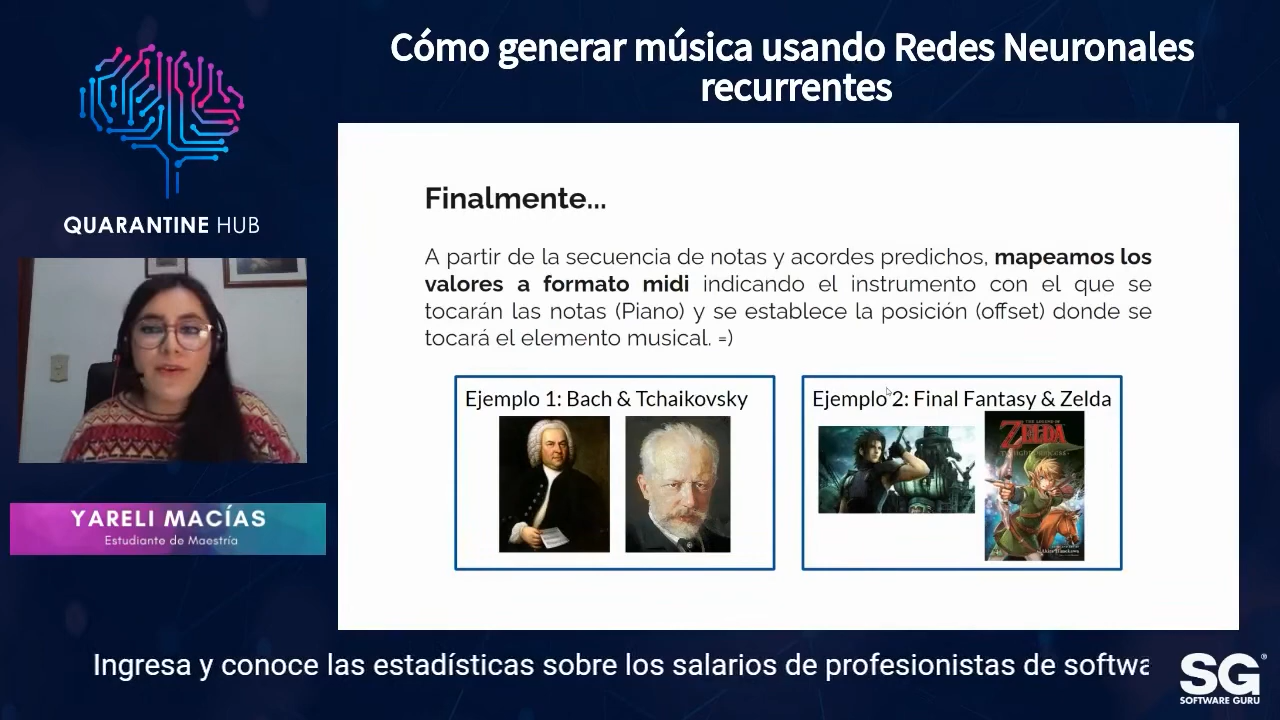 Cómo generar música usando Redes Neuronales
recurrentes
QUARANTINE HUB
Finalmente...
A partir de la secuencia de notas y acordes predichos, mapeamos los
valores a formato midi indicando el instrumento con el que se
tocarán las notas (Piano) y se establece la posición (offset) donde se
tocará el elemento musical. =)
Ejemplo 1: Bach & Tchaikovsky
Ejemplo 2: Final Fantasy & Zelda
THE LEGEND OF
ZELDA
YARELI MACÍAS
Estudiante de Maestría
Ingresa y conoce las estadísticas sobre los salarios de profesionistas de softwa
SG®
SOFTWARE GURU